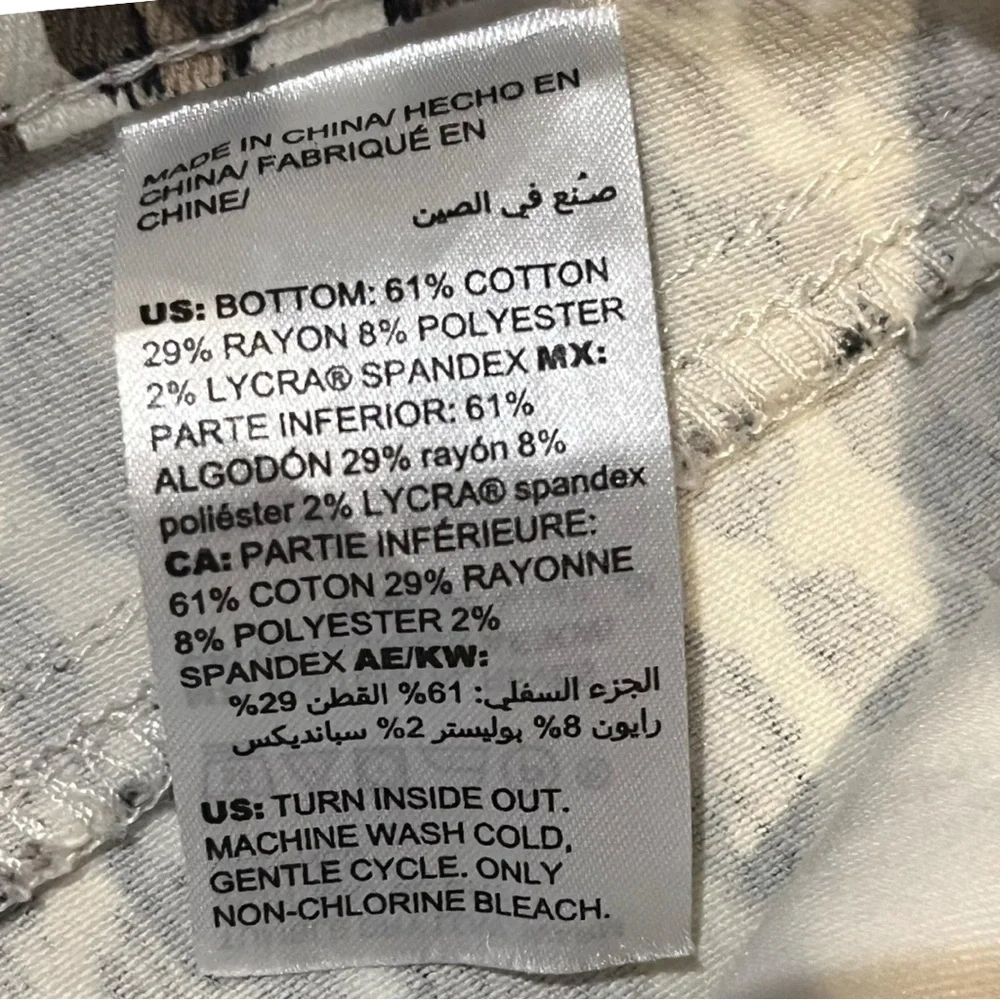 MADE IN CHINA/ HECHO EN
CHINA/ FABRIQUÉ EN
CHINE/
صُنع في الصين
US: BOTTOM: 61% COTTON
29% RAYON 8% POLYESTER
2% LYCRA® SPANDEX MX:
PARTE INFERIOR: 61%
ALGODÓN 29% rayón 8%
poliéster 2% LYCRA® spandex
CA: PARTIE INFÉRIEURE:
61% COTON 29% RAYONNE
8% POLYESTER 2%
SPANDEX AE/KW:
الجزء السفلي: 61% القطن 29%
رايون 8% بوليستر 2% سبانديكس
US: TURN INSIDE OUT.
MACHINE WASH COLD,
GENTLE CYCLE. ONLY
NON-CHLORINE BLEACH.